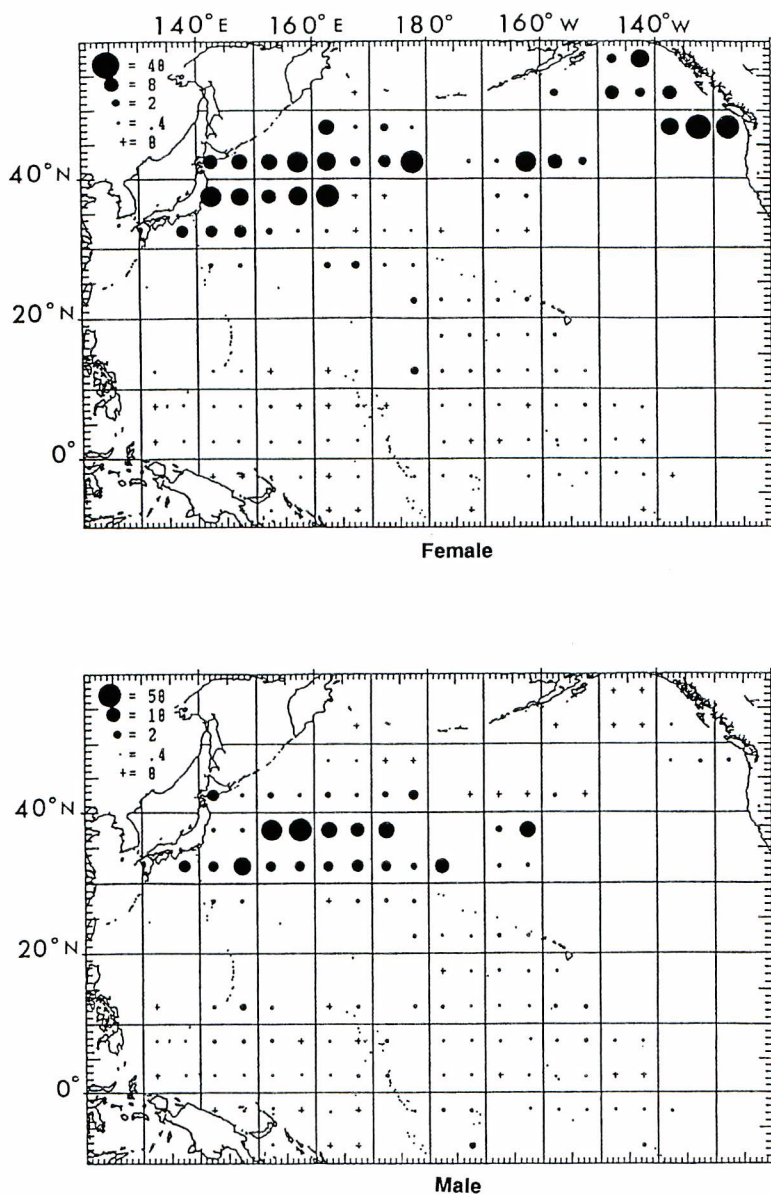 140°E 160°E 180° 160°W 140°W
= 40
= 8
= 2
= .4
+= 0
40°N
20°N
0°
Female
= 50
= 10
= 2
= .4
+= 0
40°N
20°N
0°
Male